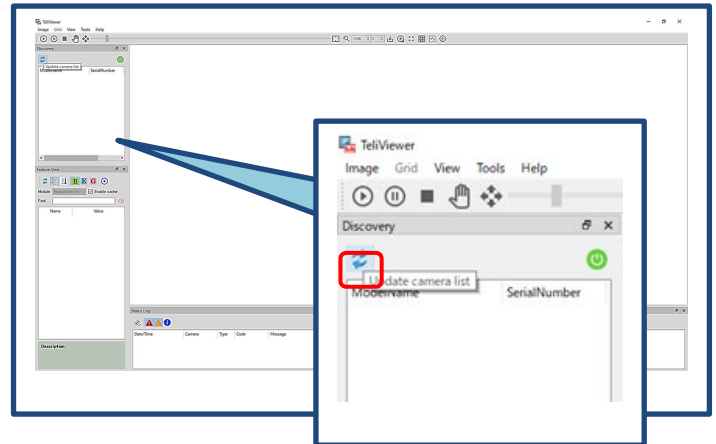 TeliViewer
Image Grid View Tools Help
Discovery
Update camera list
ModelName SerialNumber
Feature View
B E G
Module
Enable cache
Find
Name Value
Description
Status Log
Date/Time Camera Type Code Message
TeliViewer
Image Grid View Tools Help
Discovery
Update camera list
ModelName SerialNumber